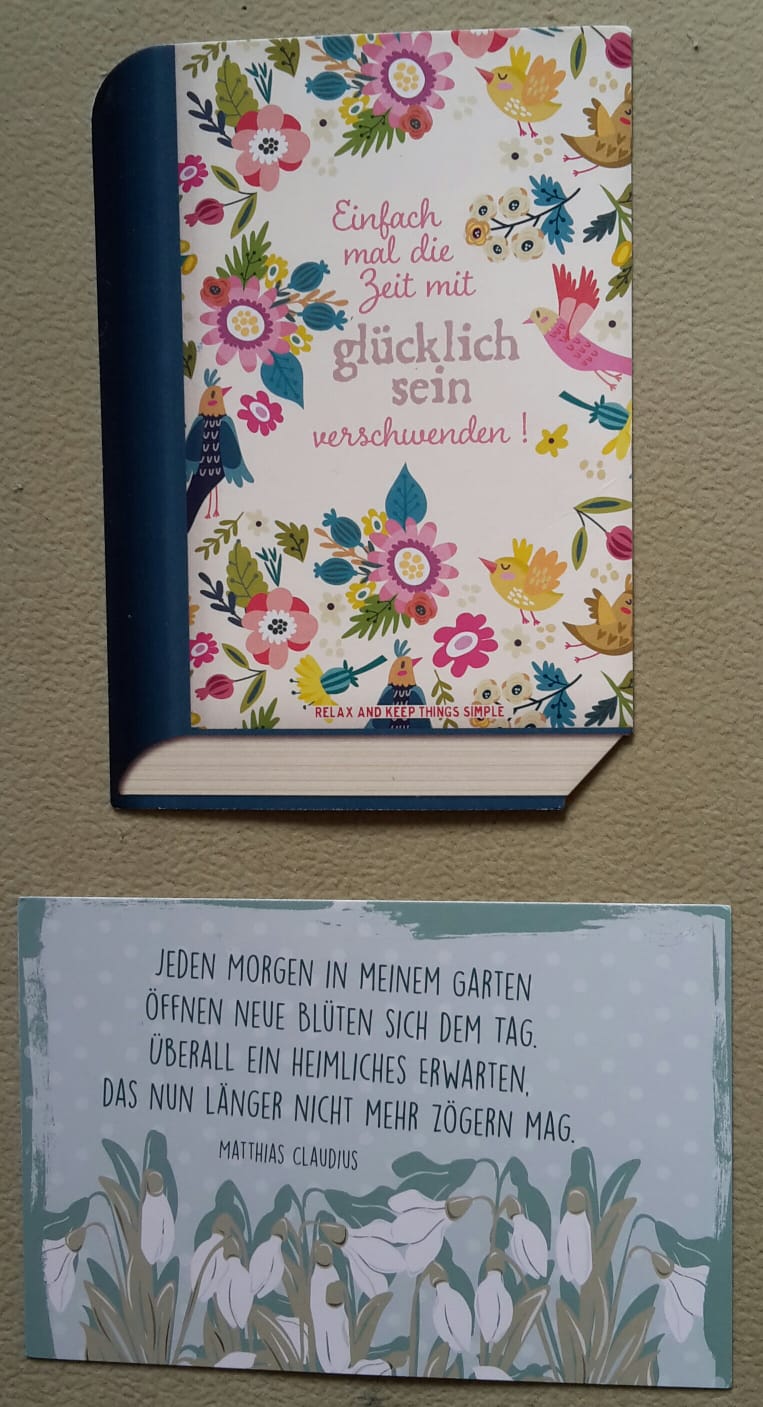 Einfach
mal die
Zeit mit
glücklich
sein
verschwenden !
RELAX AND KEEP THINGS SIMPLE
JEDEN MORGEN IN MEINEM GARTEN
ÖFFNEN NEUE BLÜTEN SICH DEM TAG.
ÜBERALL EIN HEIMLICHES ERWARTEN,
DAS NUN LÄNGER NICHT MEHR ZÖGERN MAG.
MATTHIAS CLAUDIUS